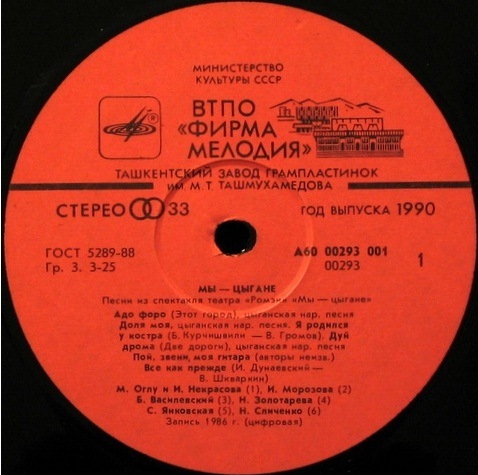 МИНИСТЕРСТВО
КУЛЬТУРЫ СССР
ВТПО
«ФИРМА
МЕЛОДИЯ»
ТАШКЕНТСКИЙ ЗАВОД ГРАМПЛАСТИНОК
ИМ. М. Т. ТАШМУХАМЕДОВА
СТЕРЕО 33
ГОД ВЫПУСКА 1990
ГОСТ 5289-88
Гр. 3. 3-25
А60 00293 001
00293
1
МЫ — ЦЫГАНЕ
Песни из спектакля театра «Ромэн» «Мы — цыгане»
Адо форо (Этот город), цыганская нар. песня
Доля моя, цыганская нар. песня. Я родился
у костра (Б. Курчишвили — В. Громов). Дуй
дрома (Две дороги), цыганская нар. песня
Пой, звени, моя гитара (авторы неизв.)
Все как прежде (И. Дунаевский —
В. Шкваркин)
М. Оглу и И. Некрасова (1), И. Морозова (2)
Б. Василевский (3), Н. Золотарева (4)
С. Янковская (5), Н. Сличенко (6)
Запись 1986 г. (цифровая)